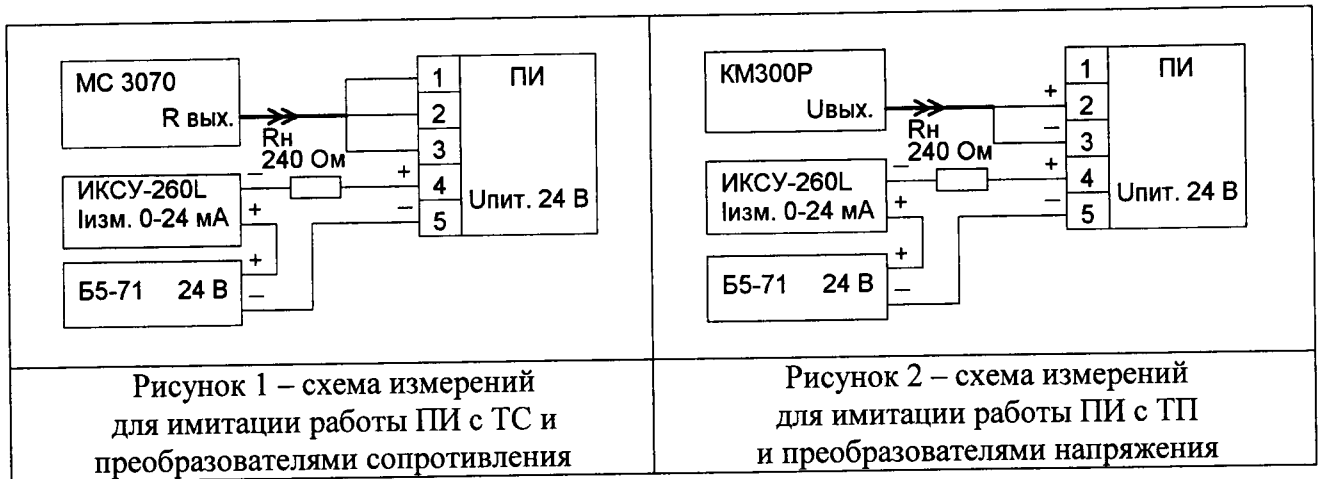 МС 3070
R вых.
Rн
240 Ом
1
2
3
4
5
ПИ
Uпит. 24 В
+
–
ИКСУ-260L
Iизм. 0-24 мА
–
+
Б5-71 24 В
+
–
Рисунок 1 – схема измерений
для имитации работы ПИ с ТС и
преобразователями сопротивления
КМ300Р
Uвых.
Rн
240 Ом
1
2
3
4
5
ПИ
Uпит. 24 В
+
–
+
–
ИКСУ-260L
Iизм. 0-24 мА
–
+
Б5-71 24 В
+
–
Рисунок 2 – схема измерений
для имитации работы ПИ с ТП
и преобразователями напряжения